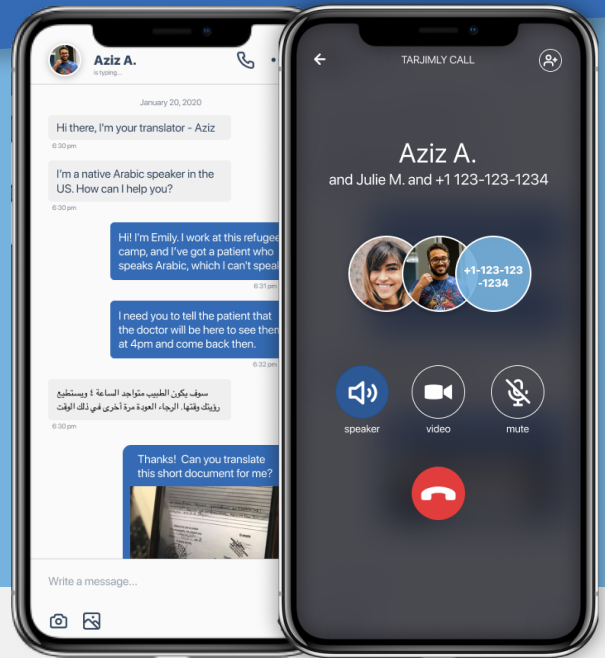 Aziz A.
is typing...
January 20, 2020
Hi there, I'm your translator - Aziz
6:30 pm
I'm a native Arabic speaker in the
US. How can I help you?
6:30 pm
Hi! I'm Emily. I work at this refugee
camp, and I've got a patient who
speaks Arabic, which I can't speak
6:31 pm
I need you to tell the patient that
the doctor will be here to see them
at 4pm and come back then.
6:32 pm
سوف يكون الطبيب متواجد الساعة ٤ ويستطيع
رؤيتك وقتها. الرجاء العودة مرة أخرى في ذلك الوقت
6:30 pm
Thanks! Can you translate
this short document for me?
Write a message...
TARJIMLY CALL
Aziz A.
and Julie M. and +1 123-123-1234
+1-123-123
-1234
speaker
video
mute